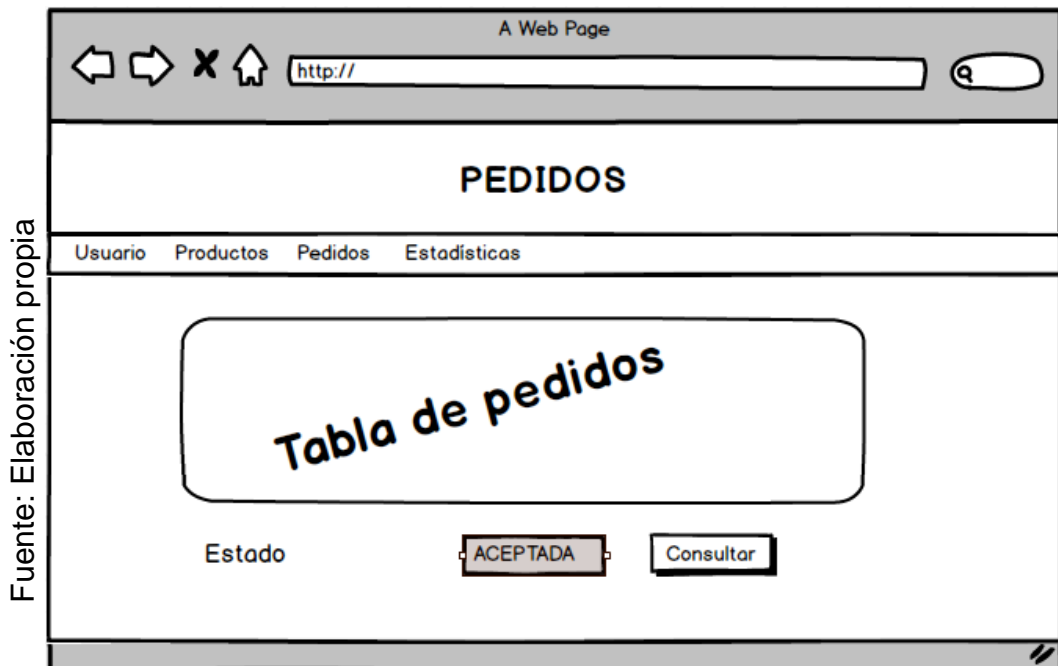 A Web Page
http://
PEDIDOS
Usuario Productos Pedidos Estadísticas
Tabla de pedidos
Estado ACEPTADA Consultar
Fuente: Elaboración propia